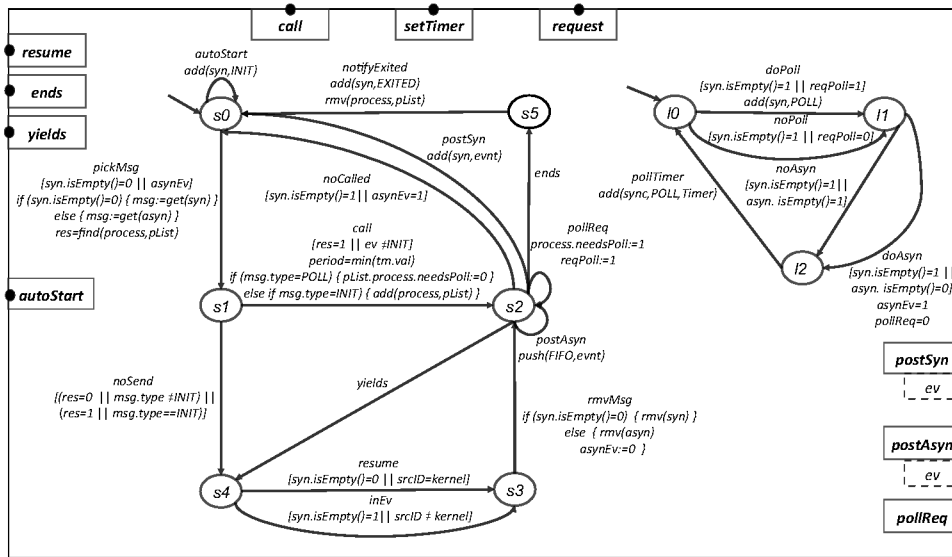 call
setTimer
request
resume
ends
yields
autoStart
autoStart
add(syn,INIT)
s0
notifyExited
add(syn,EXITED)
rmv(process,pList)
s5
postSyn
add(syn,evnt)
noCalled
[syn.isEmpty()=1||asynEv=1]
ends
pickMsg
[syn.isEmpty()=0 || asynEv]
if (syn.isEmpty()=0) { msg:=get(syn) }
else { msg:=get(asyn) }
res=find(process,pList)
call
[res=1 || ev ≠INIT]
period=min(tm.val)
if (msg.type=POLL) { pList.process.needsPoll:=0 }
else if msg.type=INIT) { add(process,pList) }
pollReq
process.needsPoll:=1
reqPoll:=1
s1
s2
postAsyn
push(FIFO,evnt)
yields
noSend
[(res=0 || msg.type ≠INIT) ||
(res=1 || msg.type==INIT)]
rmvMsg
if (syn.isEmpty()=0) { rmv(syn) }
else { rmv(asyn)
asynEv:=0 }
s4
resume
[syn.isEmpty()=0 || srcID=kernel]
s3
inEv
[syn.isEmpty()=1|| srcID ≠ kernel]
doPoll
[syn.isEmpty()=1 || reqPoll=1]
add(syn,POLL)
l0
l1
noPoll
[syn.isEmpty()=1 || reqPoll=0]
pollTimer
add(sync,POLL,Timer)
noAsyn
[syn.isEmpty()=1||
asyn. isEmpty()=1]
l2
doAsyn
[syn.isEmpty()=1 ||
asyn. isEmpty()=0]
asynEv=1
pollReq=0
postSyn
ev
postAsyn
ev
pollReq